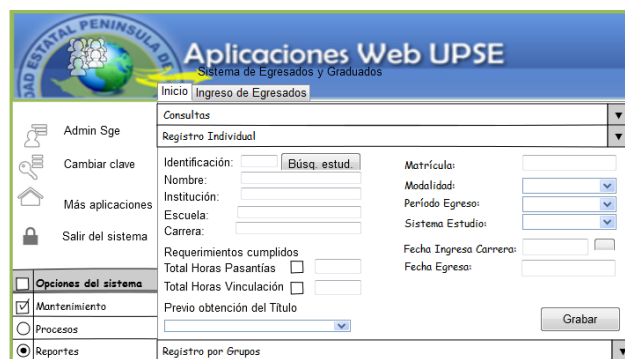 DAD ESTATAL PENINSULA DE
Aplicaciones Web UPSE
Sistema de Egresados y Graduados
Inicio Ingreso de Egresados
Admin Sge
Cambiar clave
Más aplicaciones
Salir del sistema
Opciones del sistema
Mantenimiento
Procesos
Reportes
Consultas
Registro Individual
Identificación: Búsq. estud.
Nombre:
Institución:
Escuela:
Carrera:
Requerimientos cumplidos
Total Horas Pasantías
Total Horas Vinculación
Previo obtención del Título
Matrícula:
Modalidad:
Período Egreso:
Sistema Estudio:
Fecha Ingresa Carrera:
Fecha Egresa:
Grabar
Registro por Grupos